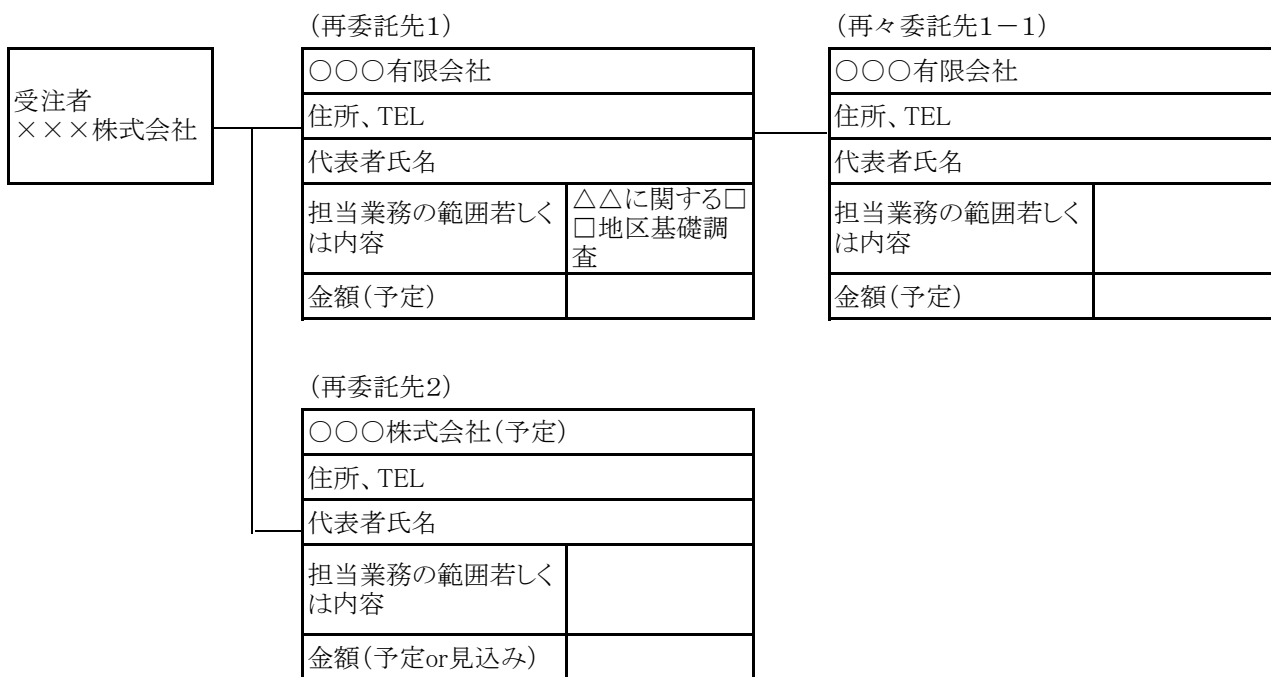 受注者
×××株式会社
(再委託先1)
○○○有限会社
住所、TEL
代表者氏名
担当業務の範囲若しく
は内容
△△に関する□
□地区基礎調
査
金額(予定)
(再々委託先1-1)
○○○有限会社
住所、TEL
代表者氏名
担当業務の範囲若しく
は内容
金額(予定)
(再委託先2)
○○○株式会社(予定)
住所、TEL
代表者氏名
担当業務の範囲若しく
は内容
金額(予定or見込み)